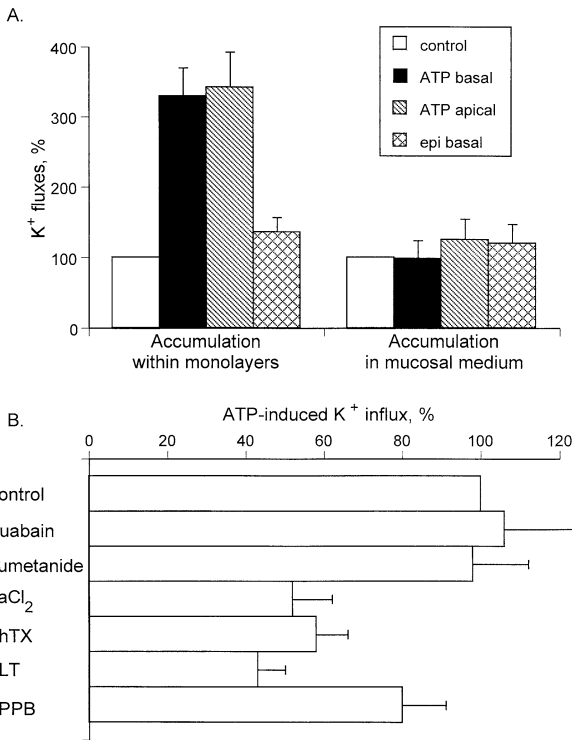 A.
400
300
200
100
0
K+ fluxes, %
control
ATP basal
ATP apical
epi basal
Accumulation
within monolayers
Accumulation
in mucosal medium
B.
ATP-induced K+ influx, %
0 20 40 60 80 100 120
ontrol
uabain
umetanide
aCl2
hTX
LT
PPB